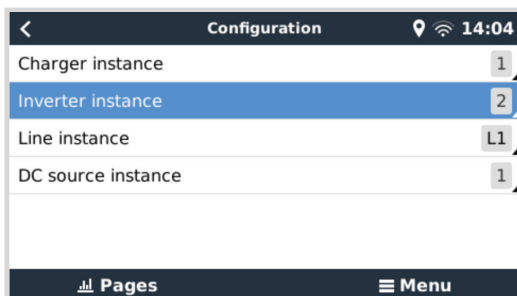 Configuration 14:04
Charger instance 1
Inverter instance 2
Line instance L1
DC source instance 1
Pages Menu